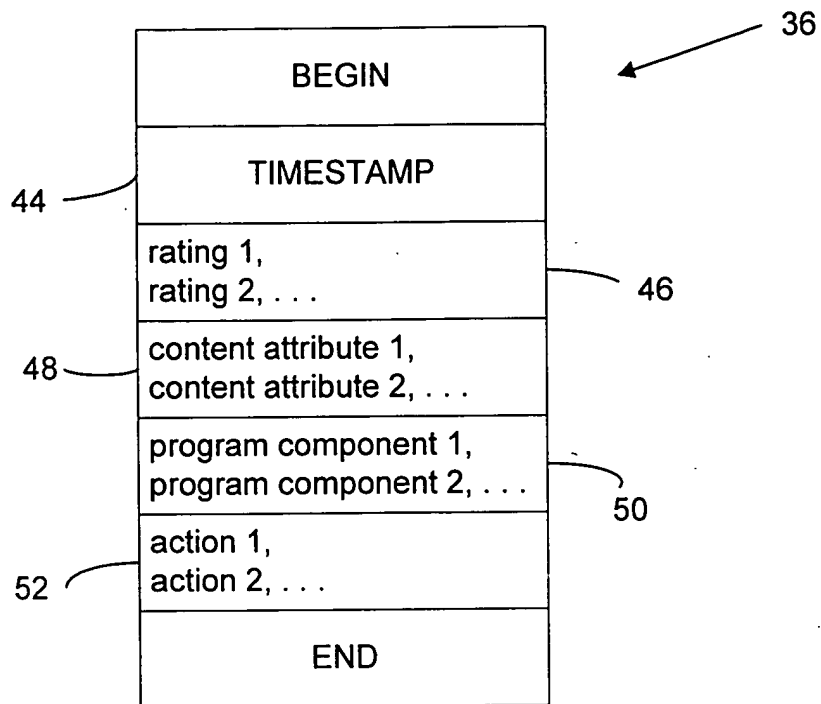 36
BEGIN
TIMESTAMP
44
rating 1,
rating 2, . . .
46
48
content attribute 1,
content attribute 2, . . .
program component 1,
program component 2, . . .
50
52
action 1,
action 2, . . .
END